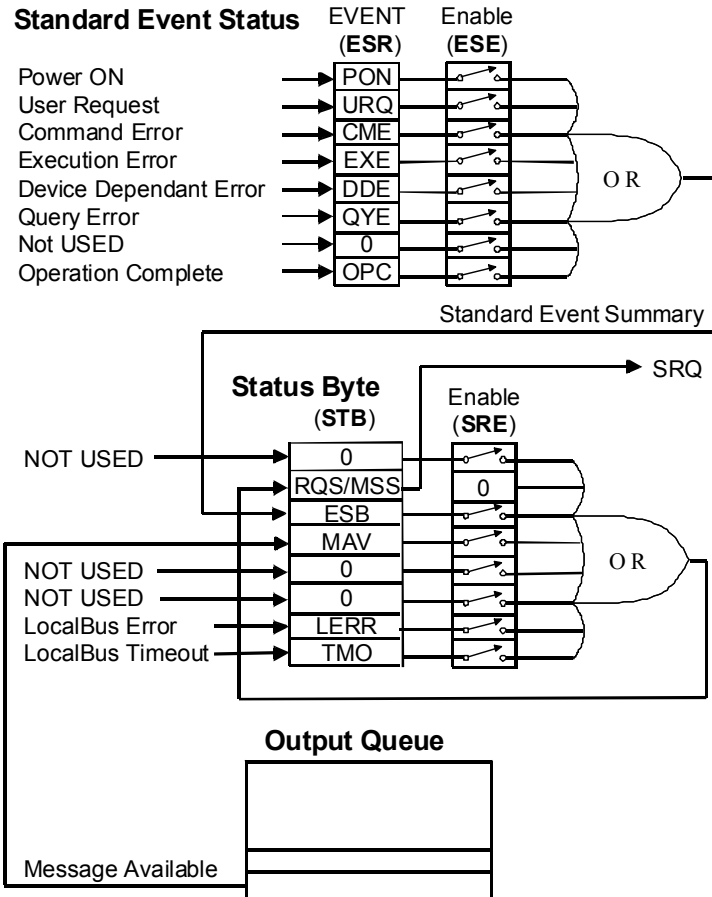 Standard Event Status EVENT Enable
(ESR) (ESE)
Power ON PON
User Request URQ
Command Error CME
Execution Error EXE
Device Dependant Error DDE
Query Error QYE
Not USED 0
Operation Complete OPC
OR
Standard Event Summary
SRQ
Status Byte Enable
(STB) (SRE)
NOT USED 0
RQS/MSS 0
ESB
MAV
NOT USED 0
NOT USED 0
LocalBus Error LERR
LocalBus Timeout TMO
OR
Output Queue
Message Available